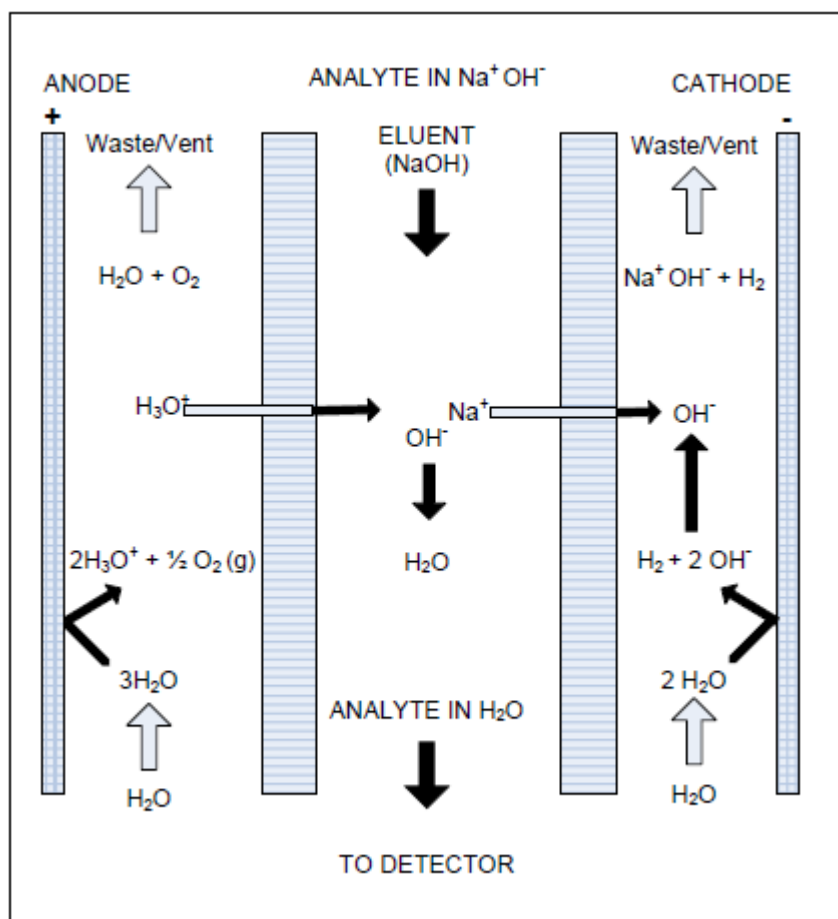 ANODE
+
ANALYTE IN Na⁺ OH⁻
CATHODE
-
Waste/Vent
ELUENT
(NaOH)
Waste/Vent
H₂O + O₂
Na⁺ OH⁻ + H₂
H₃O⁺
Na⁺
OH⁻
OH⁻
2H₃O⁺ + ½ O₂ (g)
H₂O
H₂ + 2 OH⁻
3H₂O
ANALYTE IN H₂O
2 H₂O
H₂O
H₂O
TO DETECTOR